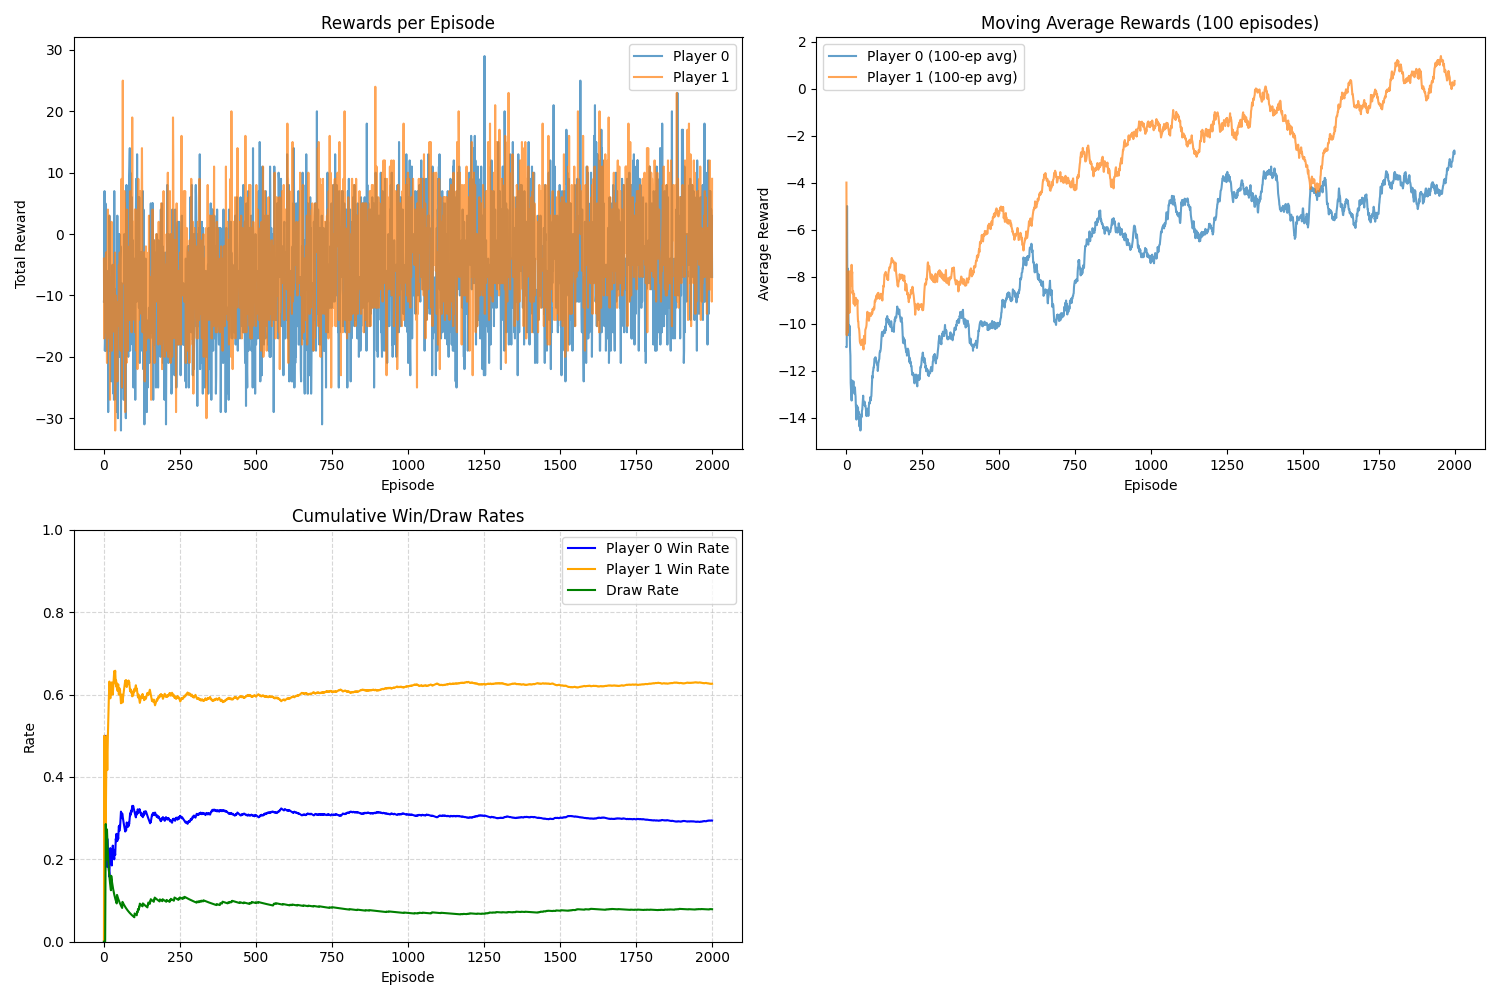 Rewards per Episode
Total Reward
30
20
10
0
−10
−20
−30
Player 0
Player 1
0 250 500 750 1000 1250 1500 1750 2000
Episode
Moving Average Rewards (100 episodes)
Average Reward
2
0
−2
−4
−6
−8
−10
−12
−14
Player 0 (100-ep avg)
Player 1 (100-ep avg)
0 250 500 750 1000 1250 1500 1750 2000
Episode
Cumulative Win/Draw Rates
Rate
1.0
0.8
0.6
0.4
0.2
0.0
Player 0 Win Rate
Player 1 Win Rate
Draw Rate
0 250 500 750 1000 1250 1500 1750 2000
Episode